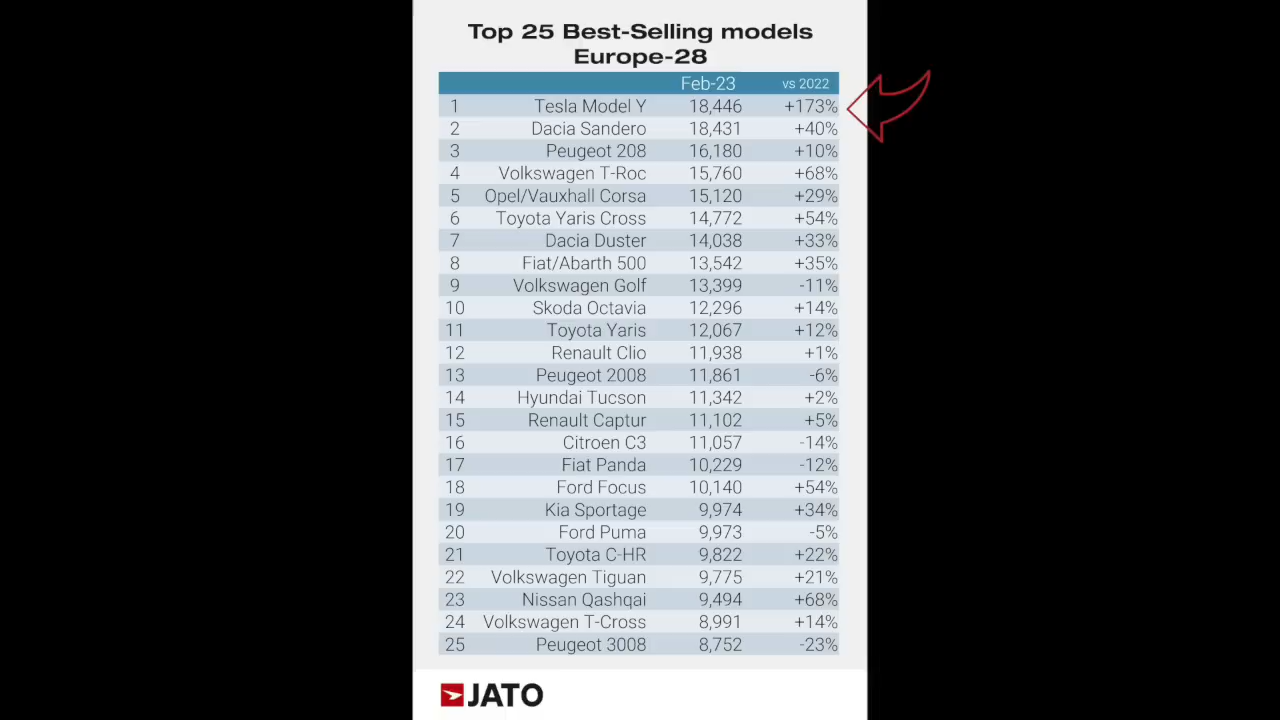 Top 25 Best-Selling models
Europe-28
Feb-23 vs 2022
1 Tesla Model Y 18,446 +173%
2 Dacia Sandero 18,431 +40%
3 Peugeot 208 16,180 +10%
4 Volkswagen T-Roc 15,760 +68%
5 Opel/Vauxhall Corsa 15,120 +29%
6 Toyota Yaris Cross 14,772 +54%
7 Dacia Duster 14,038 +33%
8 Fiat/Abarth 500 13,542 +35%
9 Volkswagen Golf 13,399 -11%
10 Skoda Octavia 12,296 +14%
11 Toyota Yaris 12,067 +12%
12 Renault Clio 11,938 +1%
13 Peugeot 2008 11,861 -6%
14 Hyundai Tucson 11,342 +2%
15 Renault Captur 11,102 +5%
16 Citroen C3 11,057 -14%
17 Fiat Panda 10,229 -12%
18 Ford Focus 10,140 +54%
19 Kia Sportage 9,974 +34%
20 Ford Puma 9,973 -5%
21 Toyota C-HR 9,822 +22%
22 Volkswagen Tiguan 9,775 +21%
23 Nissan Qashqai 9,494 +68%
24 Volkswagen T-Cross 8,991 +14%
25 Peugeot 3008 8,752 -23%
JATO